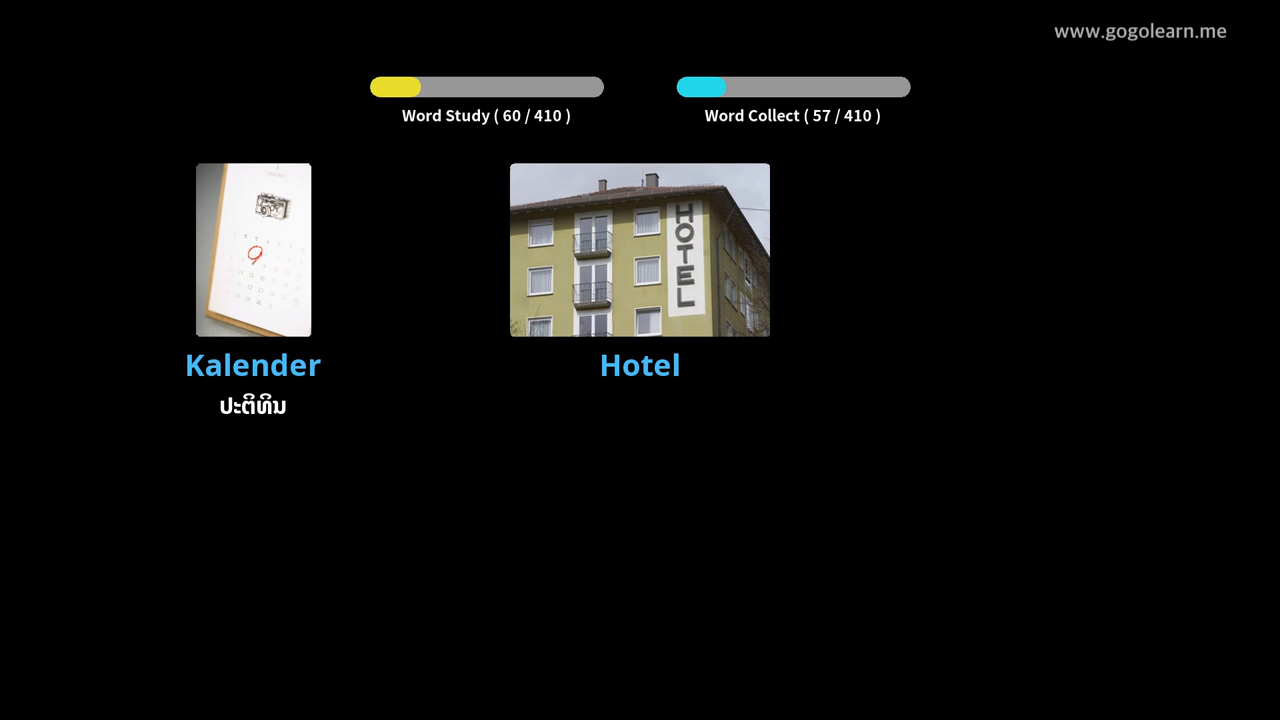 www.gogolearn.me
Word Study ( 60 / 410 )
Word Collect ( 57 / 410 )
HOTEL
Kalender
Hotel
ປະຕິທິນ